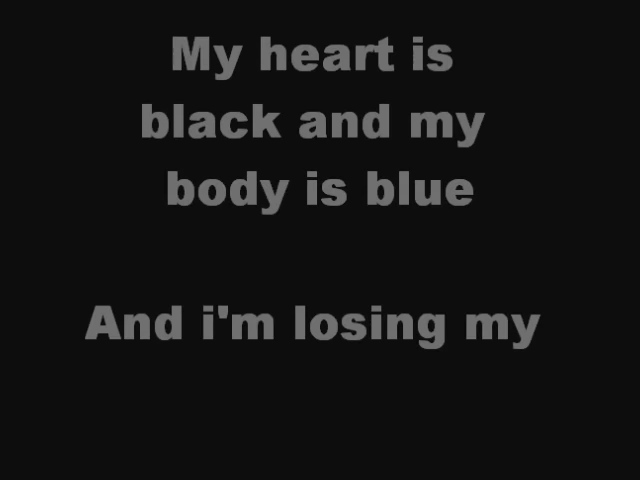 My heart is
black and my
body is blue
And i'm losing my